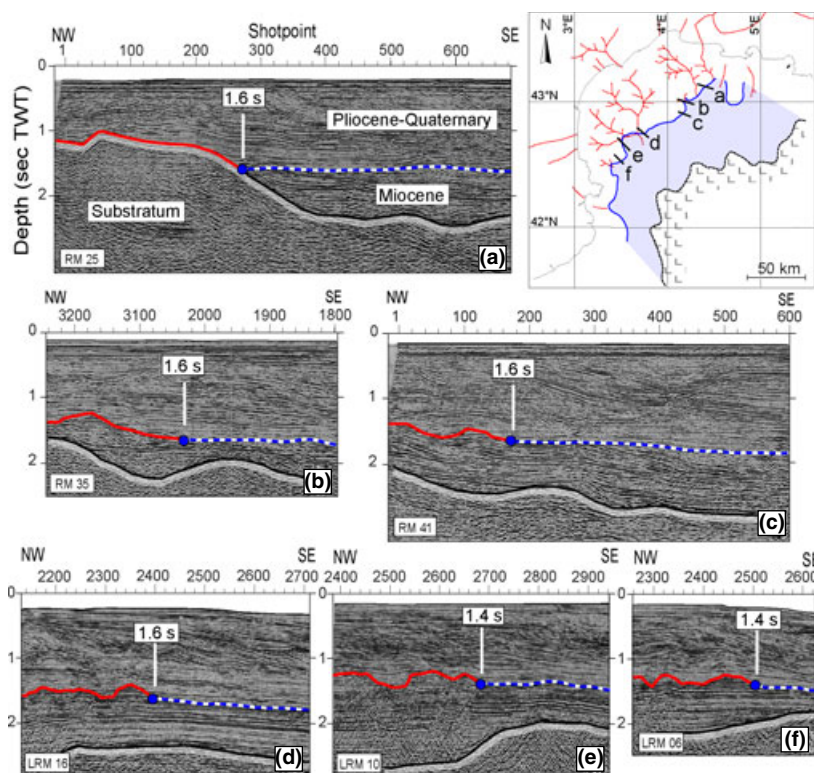 NW Shotpoint SE
1 100 200 300 400 500 600
Depth (sec TWT)
0
1
2
1.6 s
Pliocene-Quaternary
Miocene
Substratum
RM 25
(a)
N
3°E 4°E 5°E
43°N
42°N
a
b
c
d
e
f
50 km
NW SE
3200 3100 3000 2030 2000 1900 1800
0
1
2
1.6 s
RM 35
(b)
NW SE
1 100 200 300 400 500 600
0
1
2
1.6 s
RM 41
(c)
NW SE
2200 2300 2400 2500 2600 2700
0
1
2
1.6 s
LRM 16
(d)
NW SE
2400 2500 2600 2700 2800 2900
0
1
2
1.4 s
LRM 10
(e)
NW SE
2300 2400 2500 2600
0
1
2
1.4 s
LRM 06
(f)